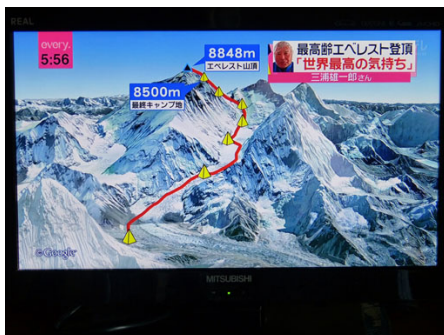 REAL
every.
5:56
8848m
エベレスト山頂
8500m
最終キャンプ地
最高齢エベレスト登頂
「世界最高の気持ち」
三浦雄一郎さん
©Google
MITSUBISHI